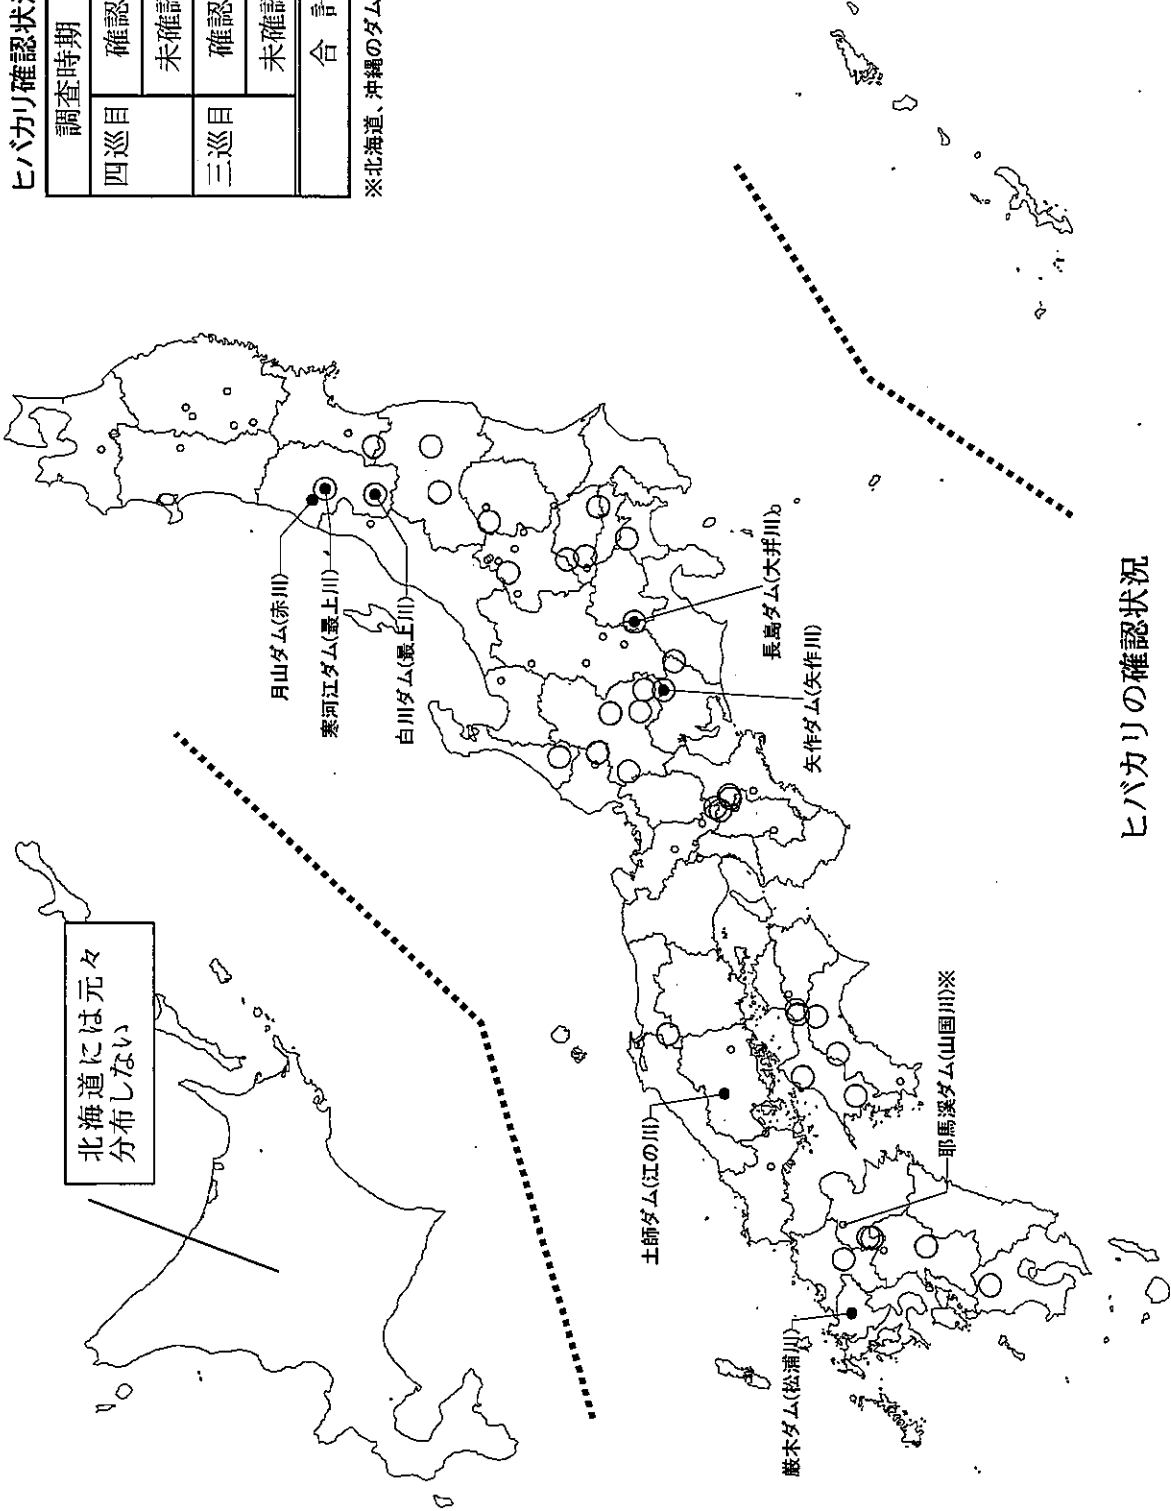 ヒバカリ確認状
調査時期
四巡目
確認
未確認
三巡目
確認
未確認
合
※北海道、沖縄のダム
北海道には元々
分布しない
月山ダム(赤川)
寒河江ダム(最上川)
白川ダム(最上川)
長島ダム(大井川)
矢作ダム(矢作川)
土師ダム(江の川)
耶馬溪ダム(山国川)※
厳木ダム(松浦川)
ヒバカリの確認状況